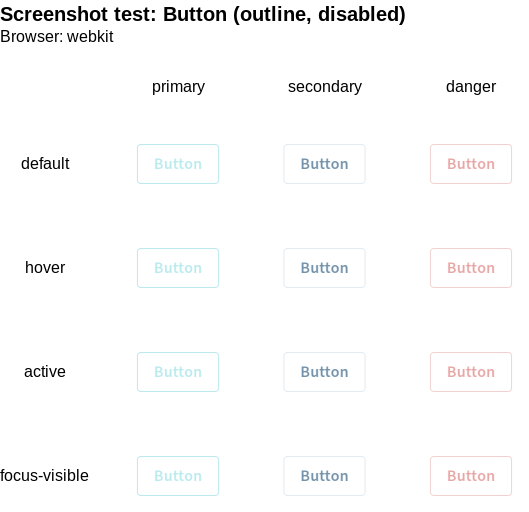 Screenshot test: Button (outline, disabled)
Browser: webkit
primary secondary danger
default Button Button Button
hover Button Button Button
active Button Button Button
focus-visible Button Button Button